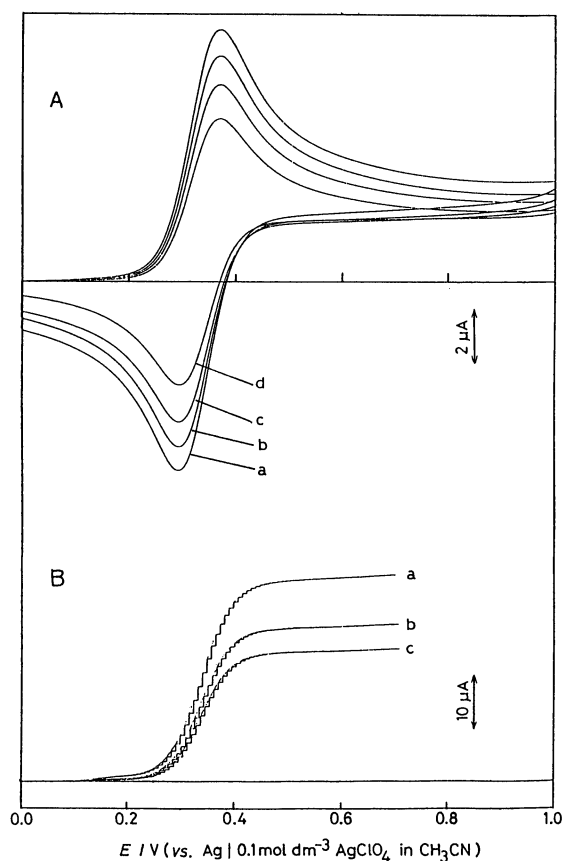 A
2 μA
d
c
b
a
B
a
b
c
10 μA
0.0 0.2 0.4 0.6 0.8 1.0
E / V (vs. Ag | 0.1 mol dm⁻³ AgClO₄ in CH₃CN)